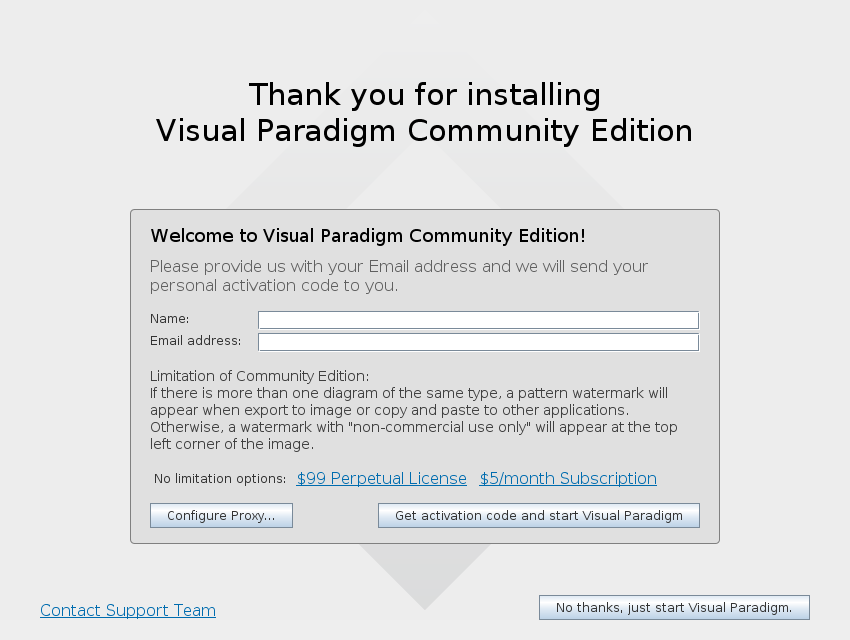 Thank you for installing
Visual Paradigm Community Edition
Welcome to Visual Paradigm Community Edition!
Please provide us with your Email address and we will send your
personal activation code to you.
Name:
Email address:
Limitation of Community Edition:
If there is more than one diagram of the same type, a pattern watermark will
appear when export to image or copy and paste to other applications.
Otherwise, a watermark with "non-commercial use only" will appear at the top
left corner of the image.
No limitation options: $99 Perpetual License $5/month Subscription
Configure Proxy... Get activation code and start Visual Paradigm
Contact Support Team No thanks, just start Visual Paradigm.